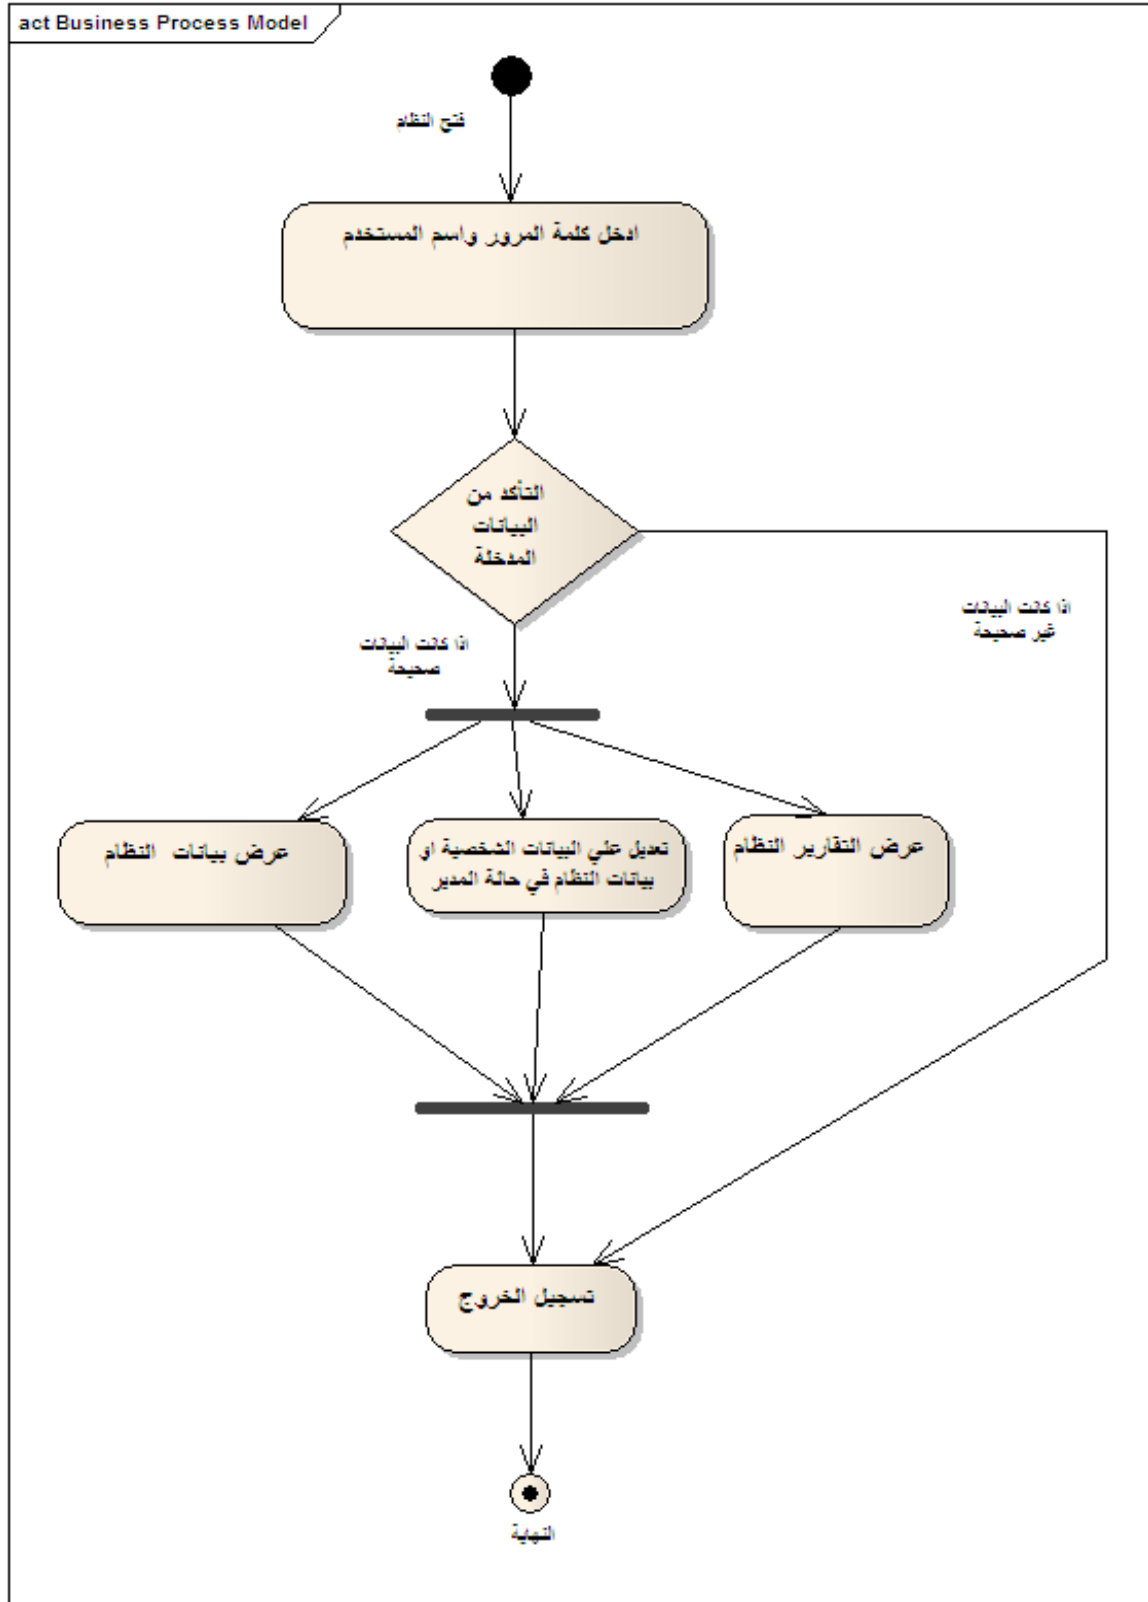 act Business Process Model
فتح النظام
ادخل كلمة المرور واسم المستخدم
التأكد من
البيانات
المدخلة
اذا كانت البيانات
صحيحة
اذا كانت البيانات
غير صحيحة
عرض بيانات النظام
تعديل علي البيانات الشخصية او
بيانات النظام في حالة المدير
عرض التقارير النظام
تسجيل الخروج
النهاية